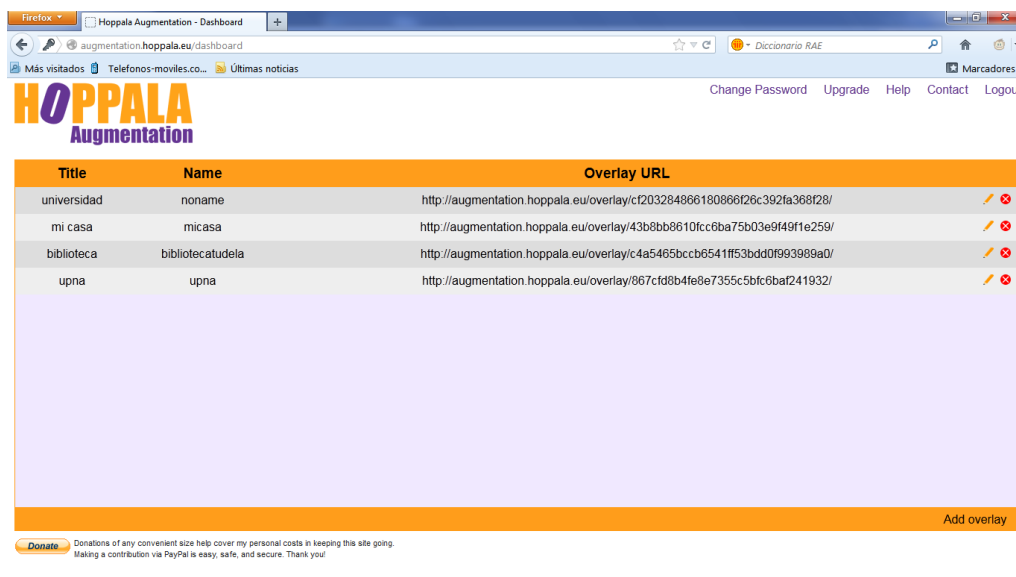 Firefox
Hoppala Augmentation - Dashboard
augmentation.hoppala.eu/dashboard
Diccionario RAE
Más visitados Telefonos-moviles.co... Últimas noticias Marcadores
HOPPALA
Augmentation
Change Password Upgrade Help Contact Logou
Title Name Overlay URL
universidad noname http://augmentation.hoppala.eu/overlay/cf203284866180866f26c392fa368f28/
mi casa micasa http://augmentation.hoppala.eu/overlay/43b8bb8610fcc6ba75b03e9f49f1e259/
biblioteca bibliotecatudela http://augmentation.hoppala.eu/overlay/c4a5465bccb6541ff53bdd0f993989a0/
upna upna http://augmentation.hoppala.eu/overlay/867cfd8b4fe8e7355c5bfc6baf241932/
Add overlay
Donate
Donations of any convenient size help cover my personal costs in keeping this site going.
Making a contribution via PayPal is easy, safe, and secure. Thank you!